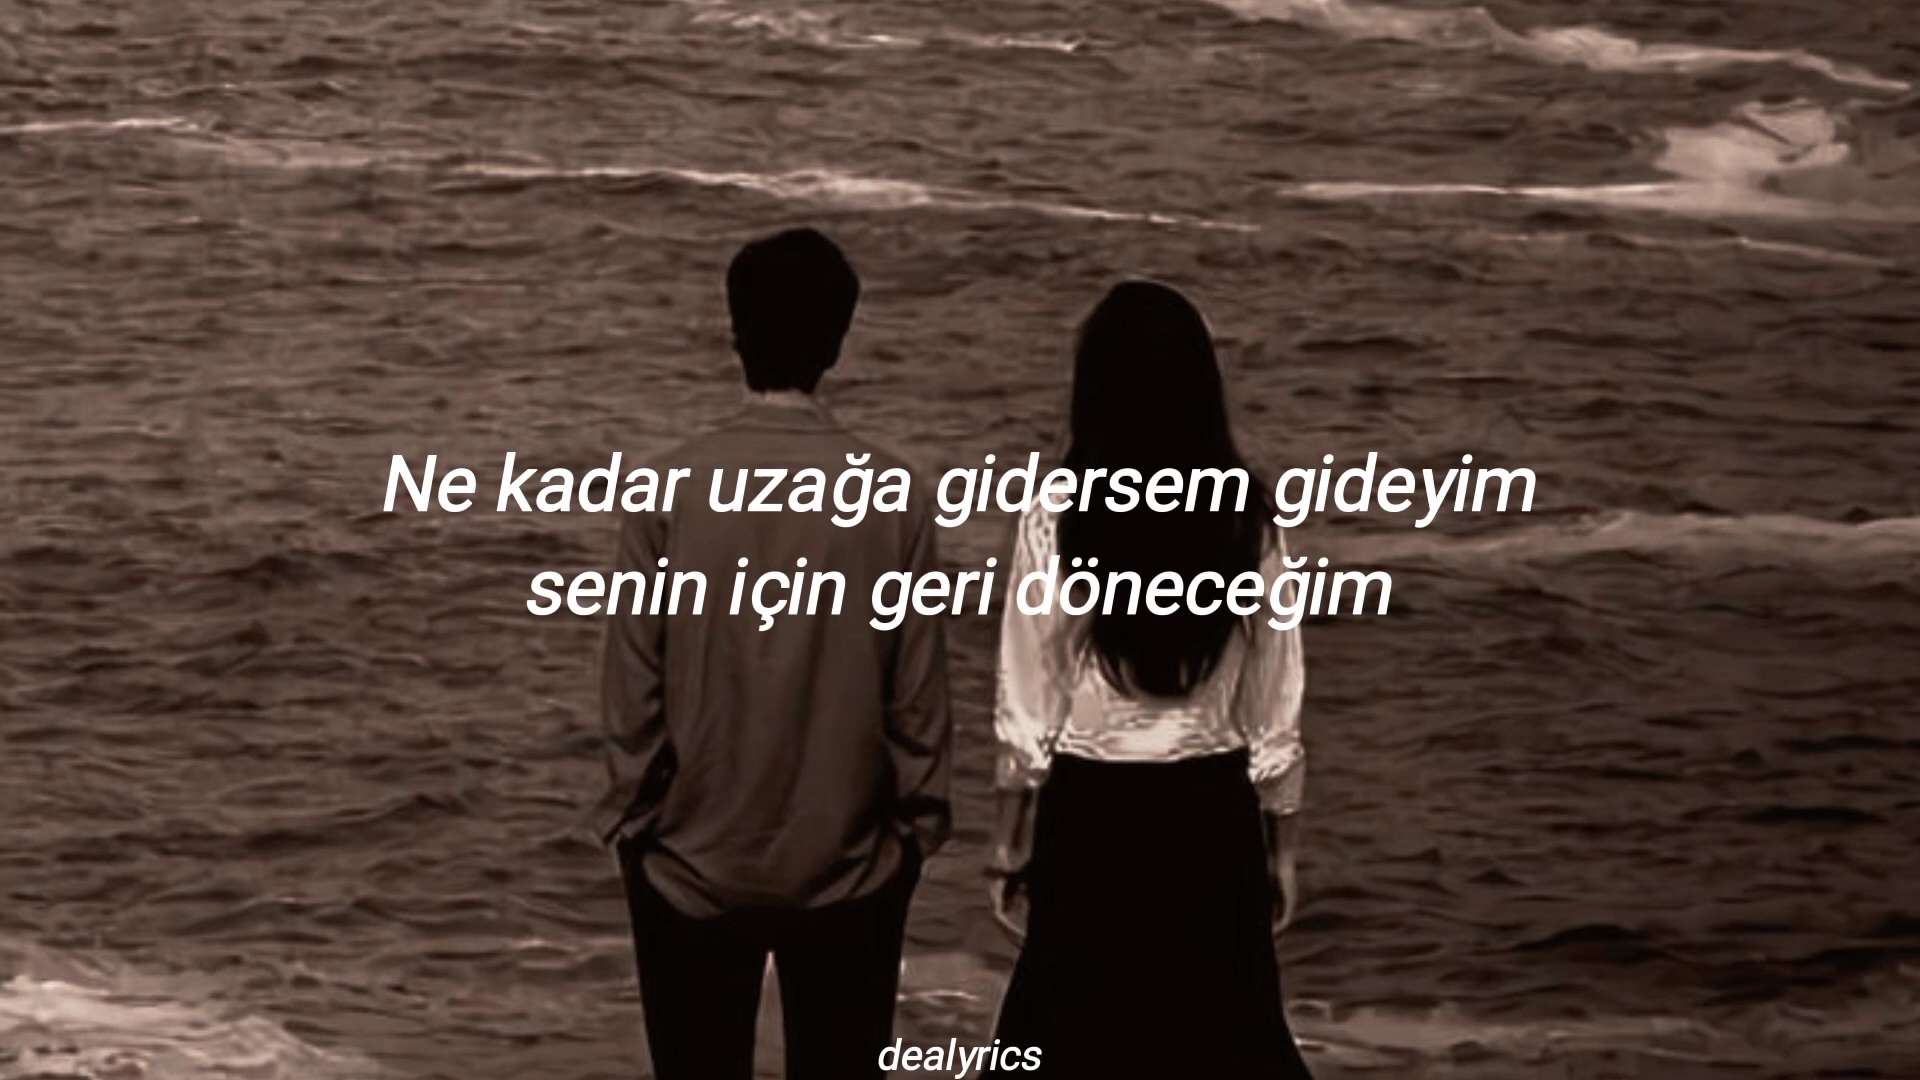 Ne kadar uzağa gidersem gideyim
senin için geri döneceğim
dealyrics